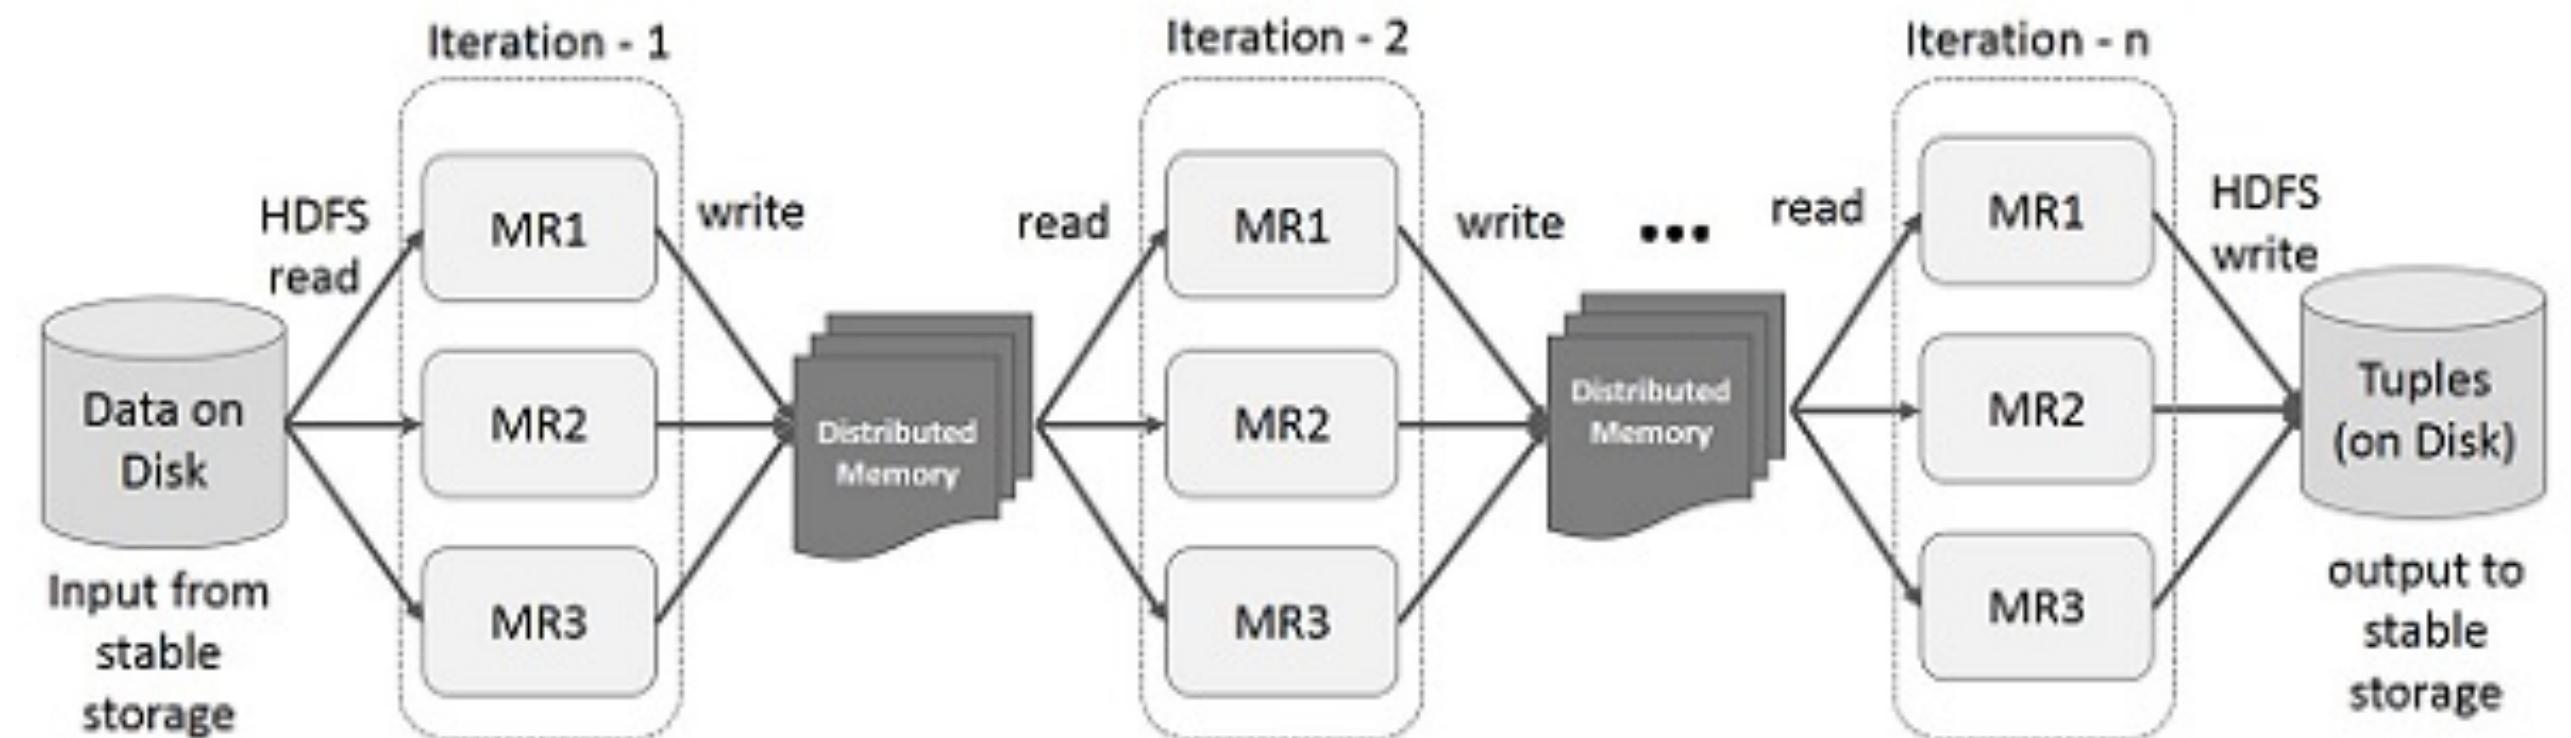 Iteration - 1
Iteration - 2
Iteration - n
HDFS
read
MR1
MR2
MR3
write
read
MR1
MR2
MR3
write
...
read
MR1
MR2
MR3
HDFS
write
Data on
Disk
Distributed
Memory
Distributed
Memory
Tuples
(on Disk)
Input from
stable
storage
output to
stable
storage